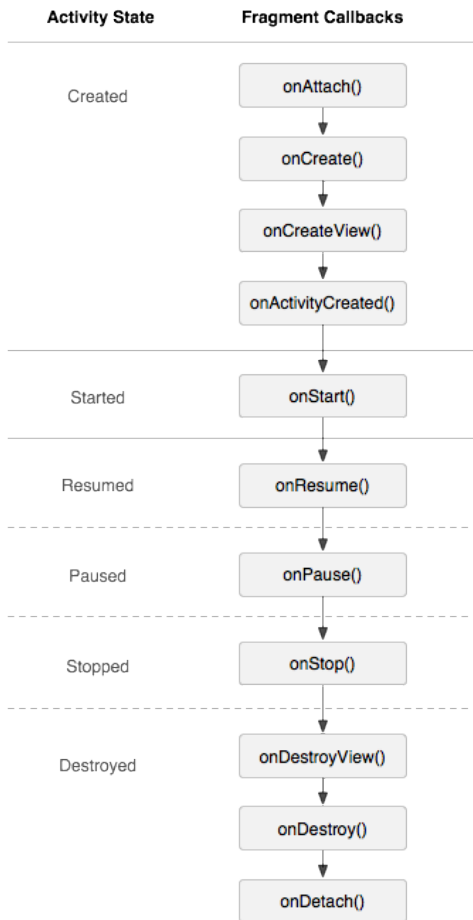 Activity State Fragment Callbacks
Created
onAttach()
onCreate()
onCreateView()
onActivityCreated()
Started
onStart()
Resumed
onResume()
Paused
onPause()
Stopped
onStop()
Destroyed
onDestroyView()
onDestroy()
onDetach()